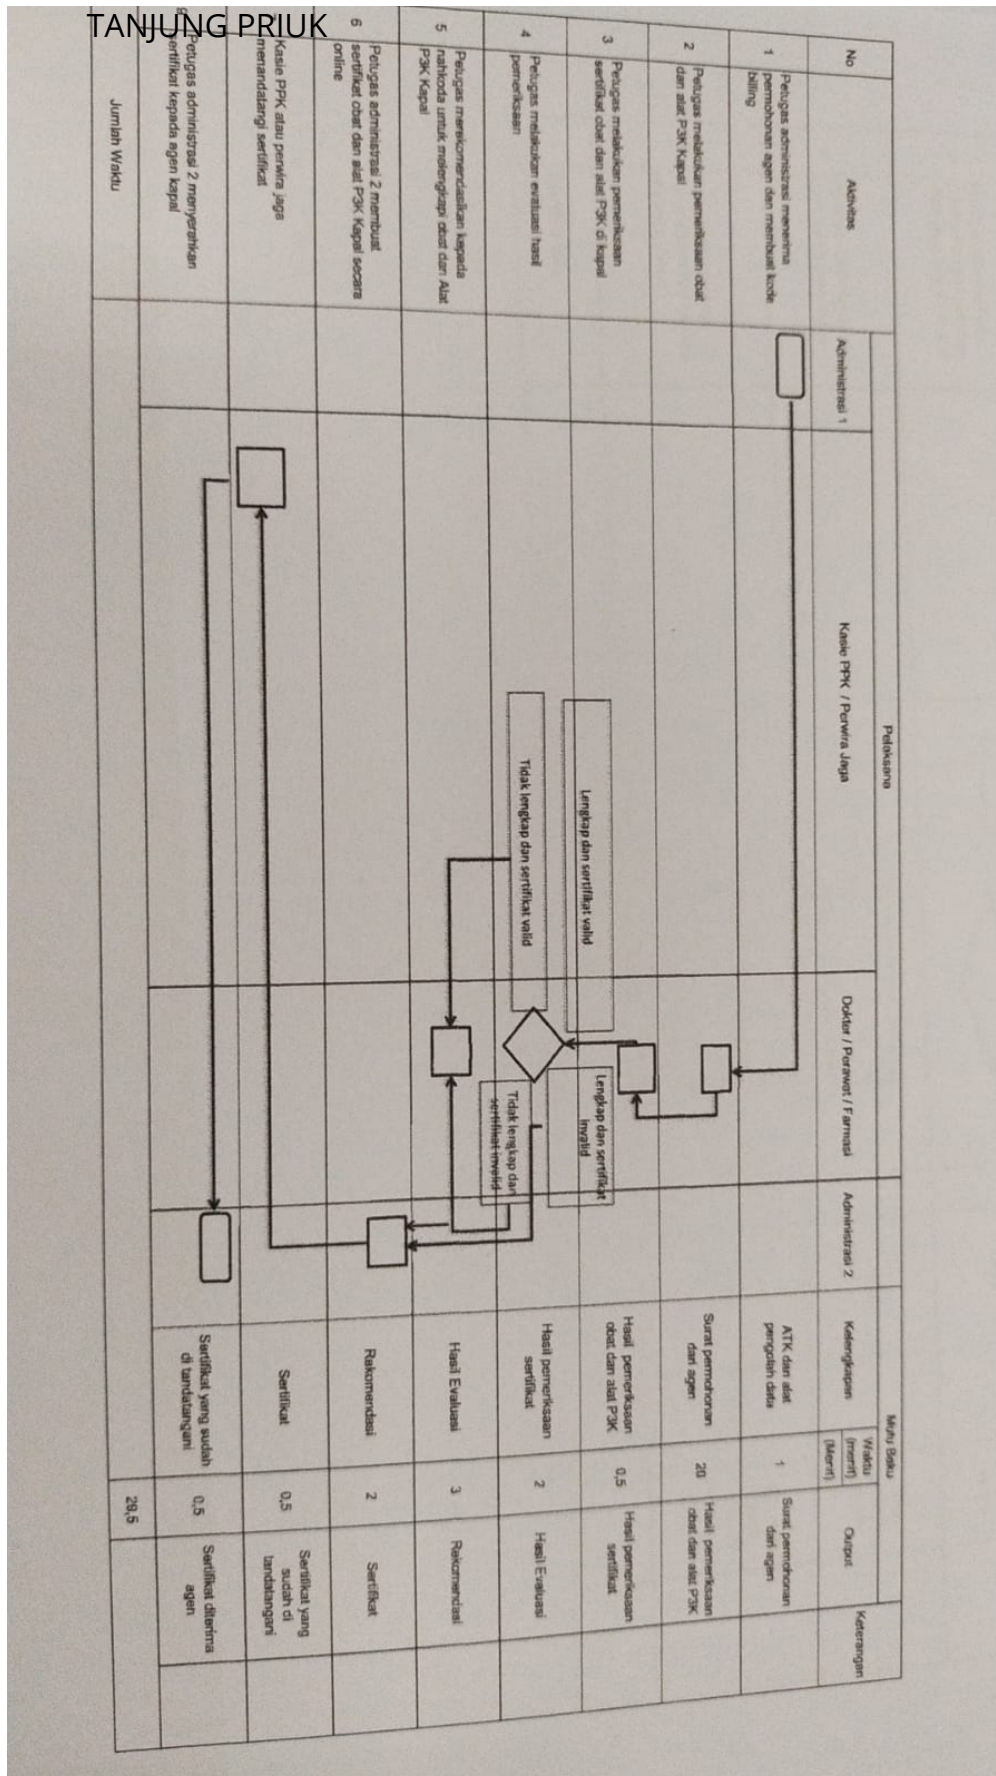 TANJUNG PRIUK
No
Aktivitas
Pelaksana
Mutu Baku
Keterangan
Administrasi 1
Kasie PPK / Perwira Jaga
Dokter / Perawat / Farmasi
Administrasi 2
Kelengkapan
Waktu
(menit)
(Menit)
Output
1
Petugas administrasi menerima
permohonan agen dan membuat kode
billing
ATK dan alat
pengolah data
1
Surat permohonan
dari agen
2
Petugas melakukan pemeriksaan obat
dan alat P3K Kapal
Surat permohonan
dari agen
20
Hasil pemeriksaan
obat dan alat P3K
3
Petugas melakukan pemeriksaan
sertifikat obat dan alat P3K di kapal
Lengkap dan sertifikat valid
Lengkap dan sertifikat
invalid
Hasil pemeriksaan
obat dan alat P3K
0,5
Hasil pemeriksaan
sertifikat
4
Petugas melakukan evaluasi hasil
pemeriksaan
Tidak lengkap dan sertifikat valid
Tidak lengkap dan
sertifikat invalid
Hasil pemeriksaan
sertifikat
2
Hasil Evaluasi
5
Petugas merekomendasikan kepada
nahkoda untuk melengkapi obat dan Alat
P3K Kapal
Hasil Evaluasi
3
Rekomendasi
6
Petugas administrasi 2 membuat
sertifikat obat dan alat P3K Kapal secara
online
Rekomendasi
2
Sertifikat
Kasie PPK atau perwira jaga
menandatangi sertifikat
Sertifikat
0,5
Sertifikat yang
sudah di
tandatangani
Petugas administrasi 2 menyerahkan
sertifikat kepada agen kapal
Sertifikat yang sudah
di tandatangani
0,5
Sertifikat diterima
agen
Jumlah Waktu
29,5